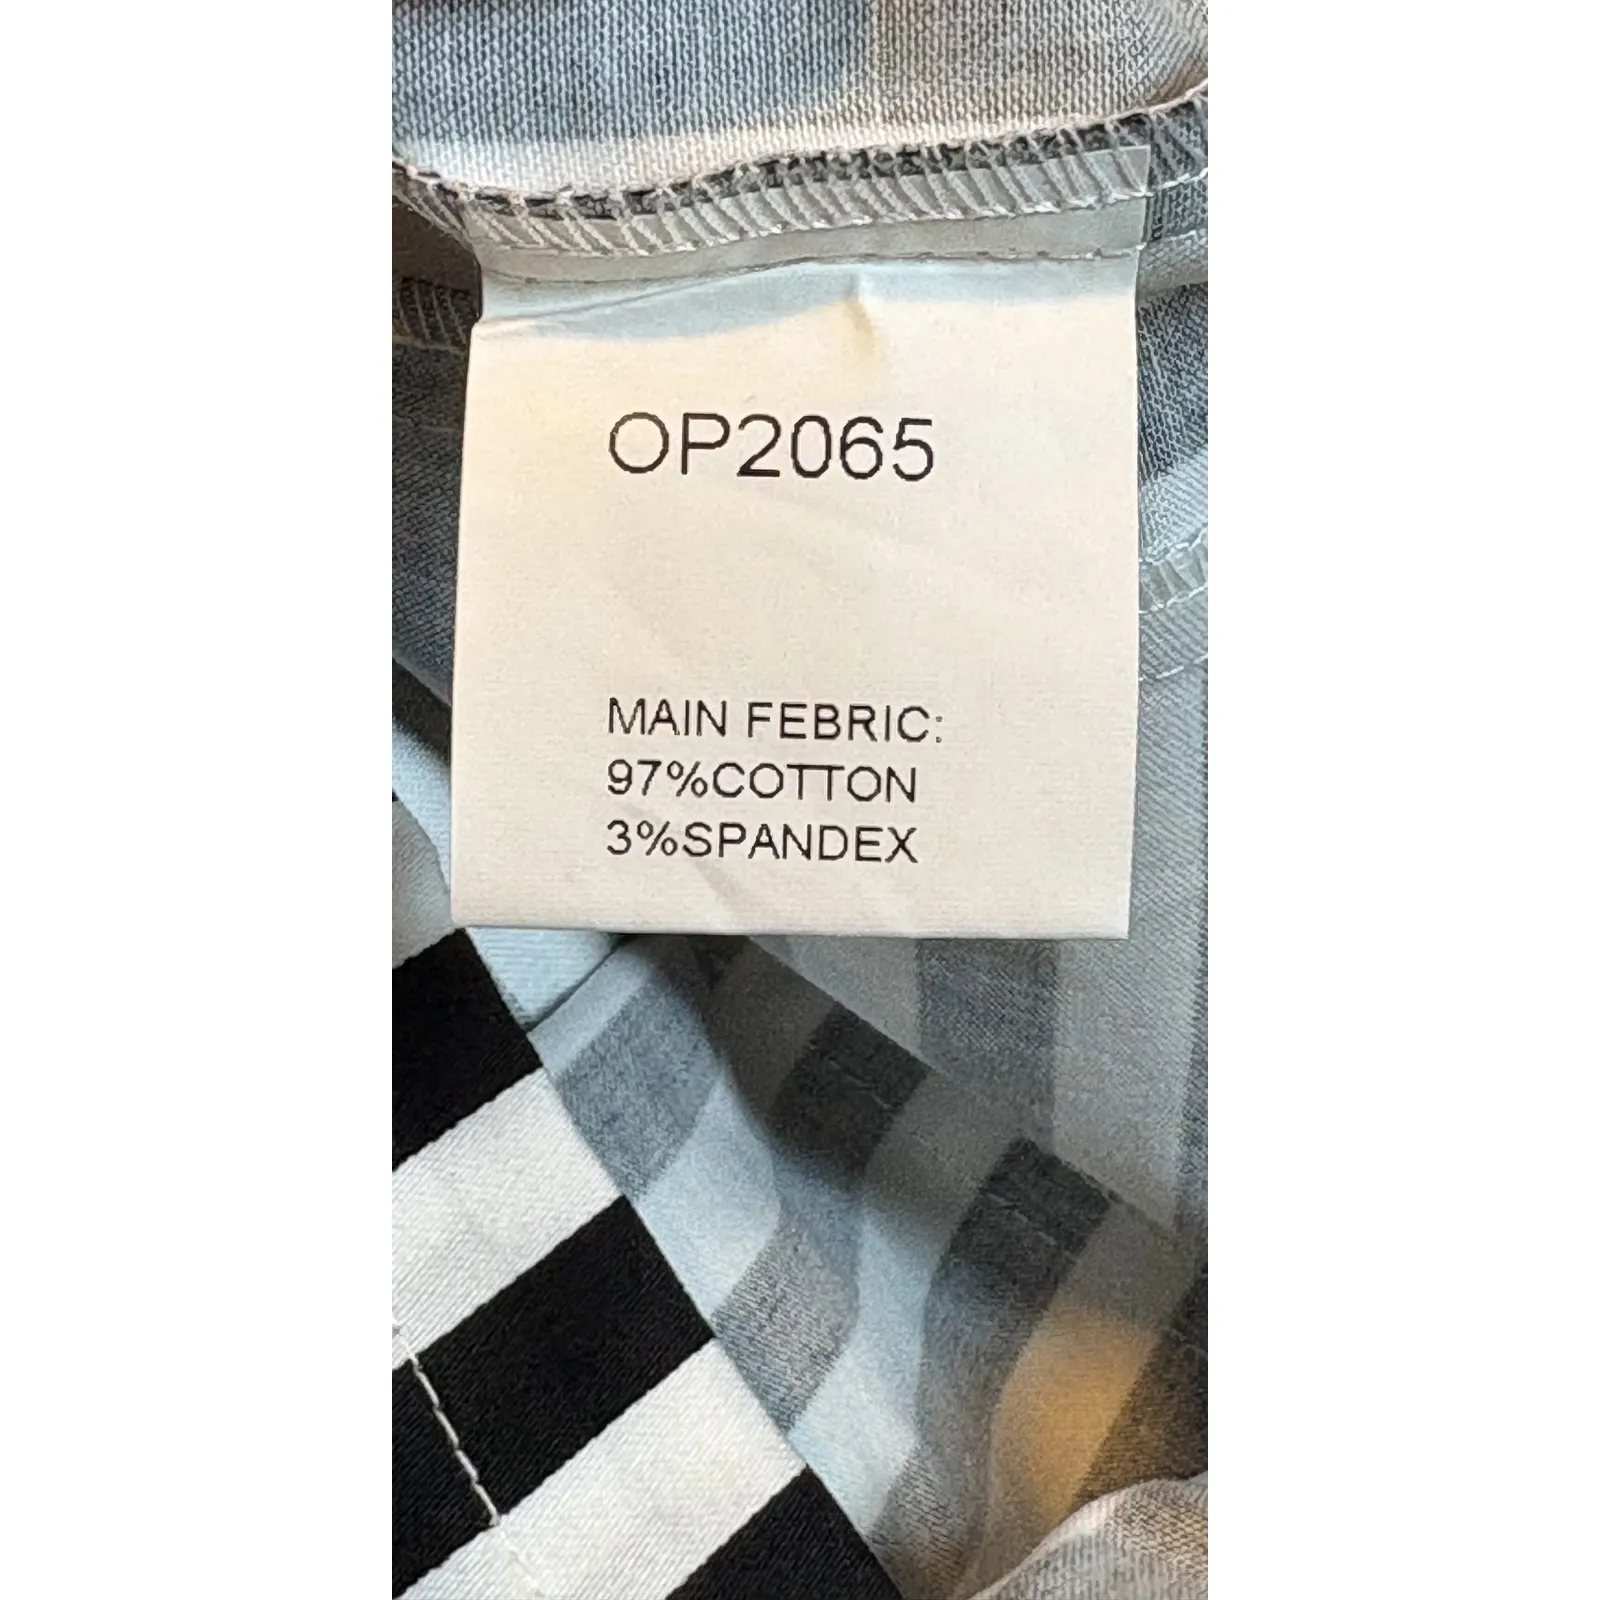 OP2065
MAIN FEBRIC:
97%COTTON
3%SPANDEX